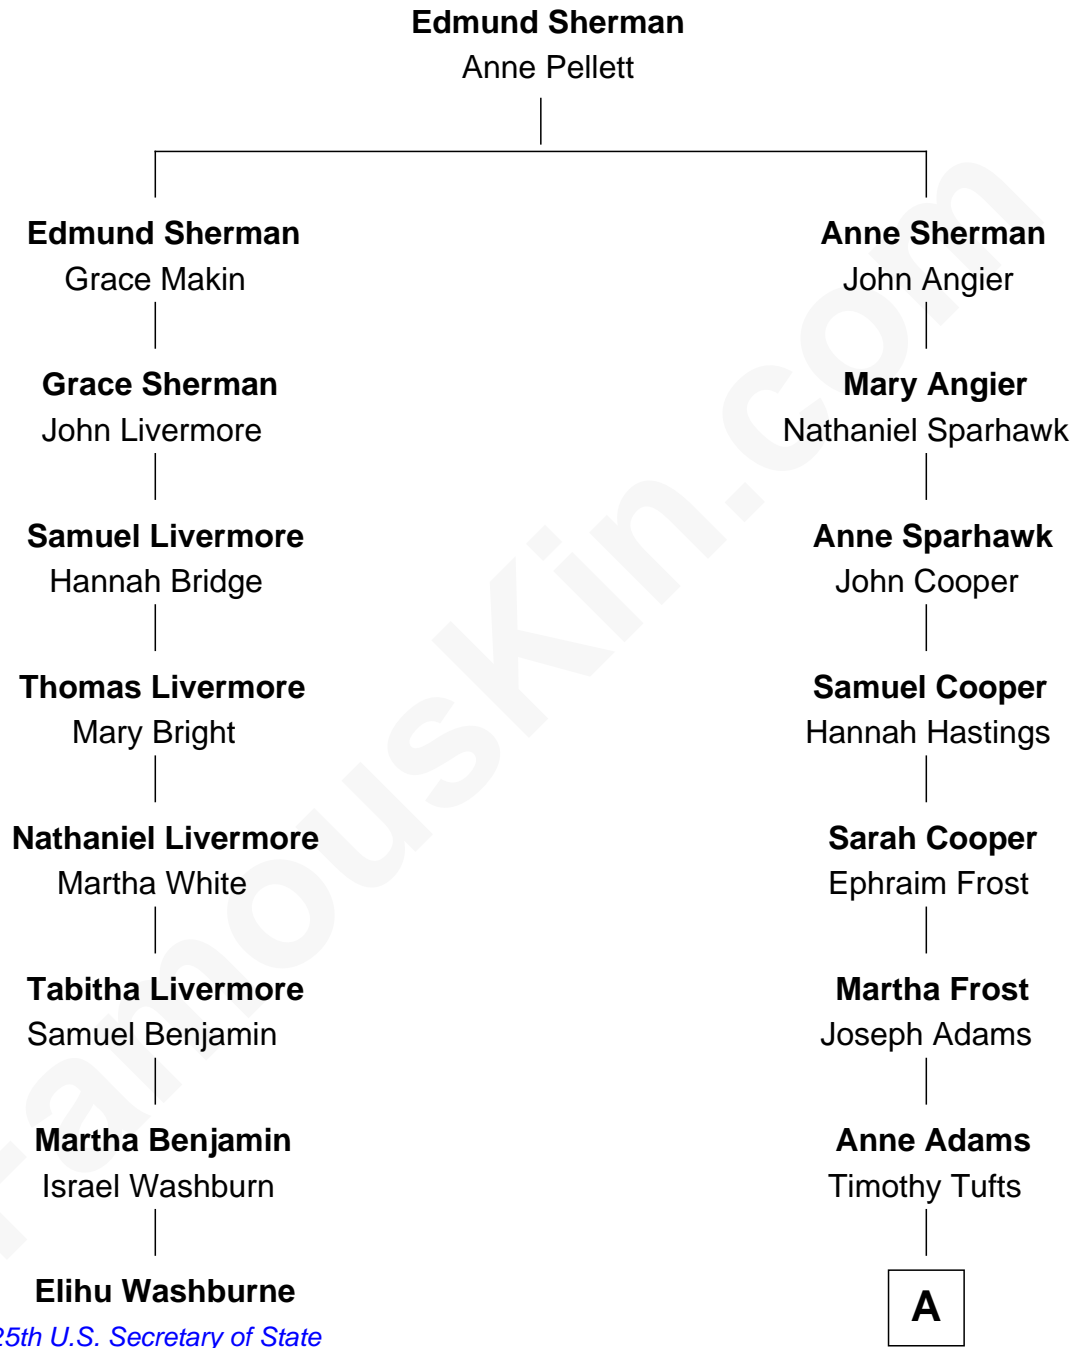 Edmund Sherman
Anne Pellett
Edmund Sherman
Grace Makin
Anne Sherman
John Angier
Grace Sherman
John Livermore
Mary Angier
Nathaniel Sparhawk
Samuel Livermore
Hannah Bridge
Anne Sparhawk
John Cooper
Thomas Livermore
Mary Bright
Samuel Cooper
Hannah Hastings
Nathaniel Livermore
Martha White
Sarah Cooper
Ephraim Frost
Tabitha Livermore
Samuel Benjamin
Martha Frost
Joseph Adams
Martha Benjamin
Israel Washburn
Anne Adams
Timothy Tufts
Elihu Washburne
25th U.S. Secretary of State
A
FamousKin.com